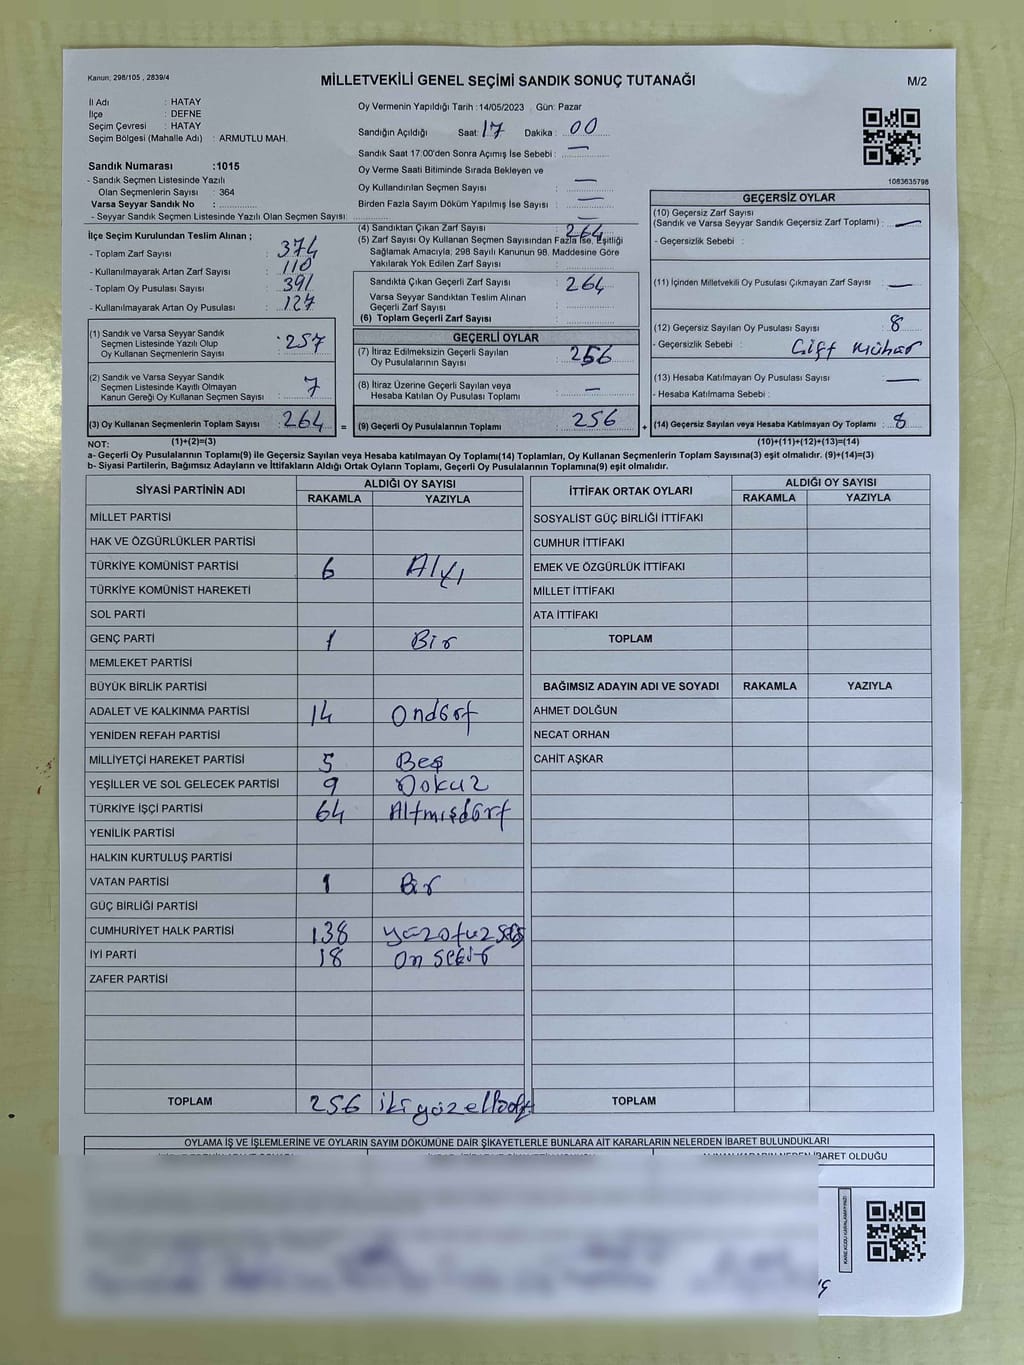 Kanun; 298/105 , 2839/4
MİLLETVEKİLİ GENEL SEÇİMİ SANDIK SONUÇ TUTANAĞI
M/2
İl Adı : HATAY
İlçe : DEFNE
Seçim Çevresi : HATAY
Seçim Bölgesi (Mahalle Adı) : ARMUTLU MAH.
Oy Vermenin Yapıldığı Tarih : 14/05/2023 , Gün: Pazar
Sandığın Açıldığı Saat: 17 Dakika : 00
Sandık Saat 17:00'den Sonra Açımış İse Sebebi : —
Oy Verme Saati Bitiminde Sırada Bekleyen ve
Oy Kullandırılan Seçmen Sayısı : —
Birden Fazla Sayım Döküm Yapılmış İse Sayısı : —
1083635798
Sandık Numarası :1015
- Sandık Seçmen Listesinde Yazılı
Olan Seçmenlerin Sayısı : 364
Varsa Seyyar Sandık No :
- Seyyar Sandık Seçmen Listesinde Yazılı Olan Seçmen Sayısı:
İlçe Seçim Kurulundan Teslim Alınan ;
- Toplam Zarf Sayısı : 374
- Kullanılmayarak Artan Zarf Sayısı : 110
- Toplam Oy Pusulası Sayısı : 391
- Kullanılmayarak Artan Oy Pusulası : 127
(1) Sandık ve Varsa Seyyar Sandık
Seçmen Listesinde Yazılı Olup
Oy Kullanan Seçmenlerin Sayısı : 257
(2) Sandık ve Varsa Seyyar Sandık
Seçmen Listesinde Kayıtlı Olmayan
Kanun Gereği Oy Kullanan Seçmen Sayısı : 7
(3) Oy Kullanan Seçmenlerin Toplam Sayısı : 264
(1)+(2)=(3)
(4) Sandıktan Çıkan Zarf Sayısı : 264
(5) Zarf Sayısı Oy Kullanan Seçmen Sayısından Fazla İse, Eşitliği
Sağlamak Amacıyla; 298 Sayılı Kanunun 98. Maddesine Göre
Yakılarak Yok Edilen Zarf Sayısı :
Sandıkta Çıkan Geçerli Zarf Sayısı : 264
Varsa Seyyar Sandıktan Teslim Alınan
Geçerli Zarf Sayısı :
(6) Toplam Geçerli Zarf Sayısı :
GEÇERLİ OYLAR
(7) İtiraz Edilmeksizin Geçerli Sayılan
Oy Pusulalarının Sayısı : 256
(8) İtiraz Üzerine Geçerli Sayılan veya
Hesaba Katılan Oy Pusulası Toplamı : —
= (9) Geçerli Oy Pusulalarının Toplamı : 256 +
GEÇERSİZ OYLAR
(10) Geçersiz Zarf Sayısı
(Sandık ve Varsa Seyyar Sandık Geçersiz Zarf Toplamı) : —
- Geçersizlik Sebebi :
(11) İçinden Milletvekili Oy Pusulası Çıkmayan Zarf Sayısı : —
(12) Geçersiz Sayılan Oy Pusulası Sayısı : 8
- Geçersizlik Sebebi : Çift Mühür
(13) Hesaba Katılmayan Oy Pusulası Sayısı : —
- Hesaba Katılmama Sebebi :
(14) Geçersiz Sayılan veya Hesaba Katılmayan Oy Toplamı : 8
(10)+(11)+(12)+(13)=(14)
NOT:
a- Geçerli Oy Pusulalarının Toplamı(9) ile Geçersiz Sayılan veya Hesaba katılmayan Oy Toplamı(14) Toplamları, Oy Kullanan Seçmenlerin Toplam Sayısına(3) eşit olmalıdır. (9)+(14)=(3)
b- Siyasi Partilerin, Bağımsız Adayların ve İttifakların Aldığı Ortak Oyların Toplamı, Geçerli Oy Pusulalarının Toplamına(9) eşit olmalıdır.
SİYASİ PARTİNİN ADI
ALDIĞI OY SAYISI
RAKAMLA YAZIYLA
MİLLET PARTİSİ
HAK VE ÖZGÜRLÜKLER PARTİSİ
TÜRKİYE KOMÜNİST PARTİSİ 6 Altı
TÜRKİYE KOMÜNİST HAREKETİ
SOL PARTİ
GENÇ PARTİ 1 Bir
MEMLEKET PARTİSİ
BÜYÜK BİRLİK PARTİSİ
ADALET VE KALKINMA PARTİSİ 14 Ondört
YENİDEN REFAH PARTİSİ
MİLLİYETÇİ HAREKET PARTİSİ 5 Beş
YEŞİLLER VE SOL GELECEK PARTİSİ 9 Dokuz
TÜRKİYE İŞÇİ PARTİSİ 64 Altmışdört
YENİLİK PARTİSİ
HALKIN KURTULUŞ PARTİSİ
VATAN PARTİSİ 1 Bir
GÜÇ BİRLİĞİ PARTİSİ
CUMHURİYET HALK PARTİSİ 138
İYİ PARTİ 18 On sekiz
ZAFER PARTİSİ
TOPLAM 256
İTTİFAK ORTAK OYLARI
ALDIĞI OY SAYISI
RAKAMLA YAZIYLA
SOSYALİST GÜÇ BİRLİĞİ İTTİFAKI
CUMHUR İTTİFAKI
EMEK VE ÖZGÜRLÜK İTTİFAKI
MİLLET İTTİFAKI
ATA İTTİFAKI
TOPLAM
BAĞIMSIZ ADAYIN ADI VE SOYADI RAKAMLA YAZIYLA
AHMET DOLĞUN
NECAT ORHAN
CAHİT AŞKAR
TOPLAM
OYLAMA İŞ VE İŞLEMLERİNE VE OYLARIN SAYIM DÖKÜMÜNE DAİR ŞİKAYETLERLE BUNLARA AİT KARARLARIN NELERDEN İBARET BULUNDUKLARI
İBARET OLDUĞU